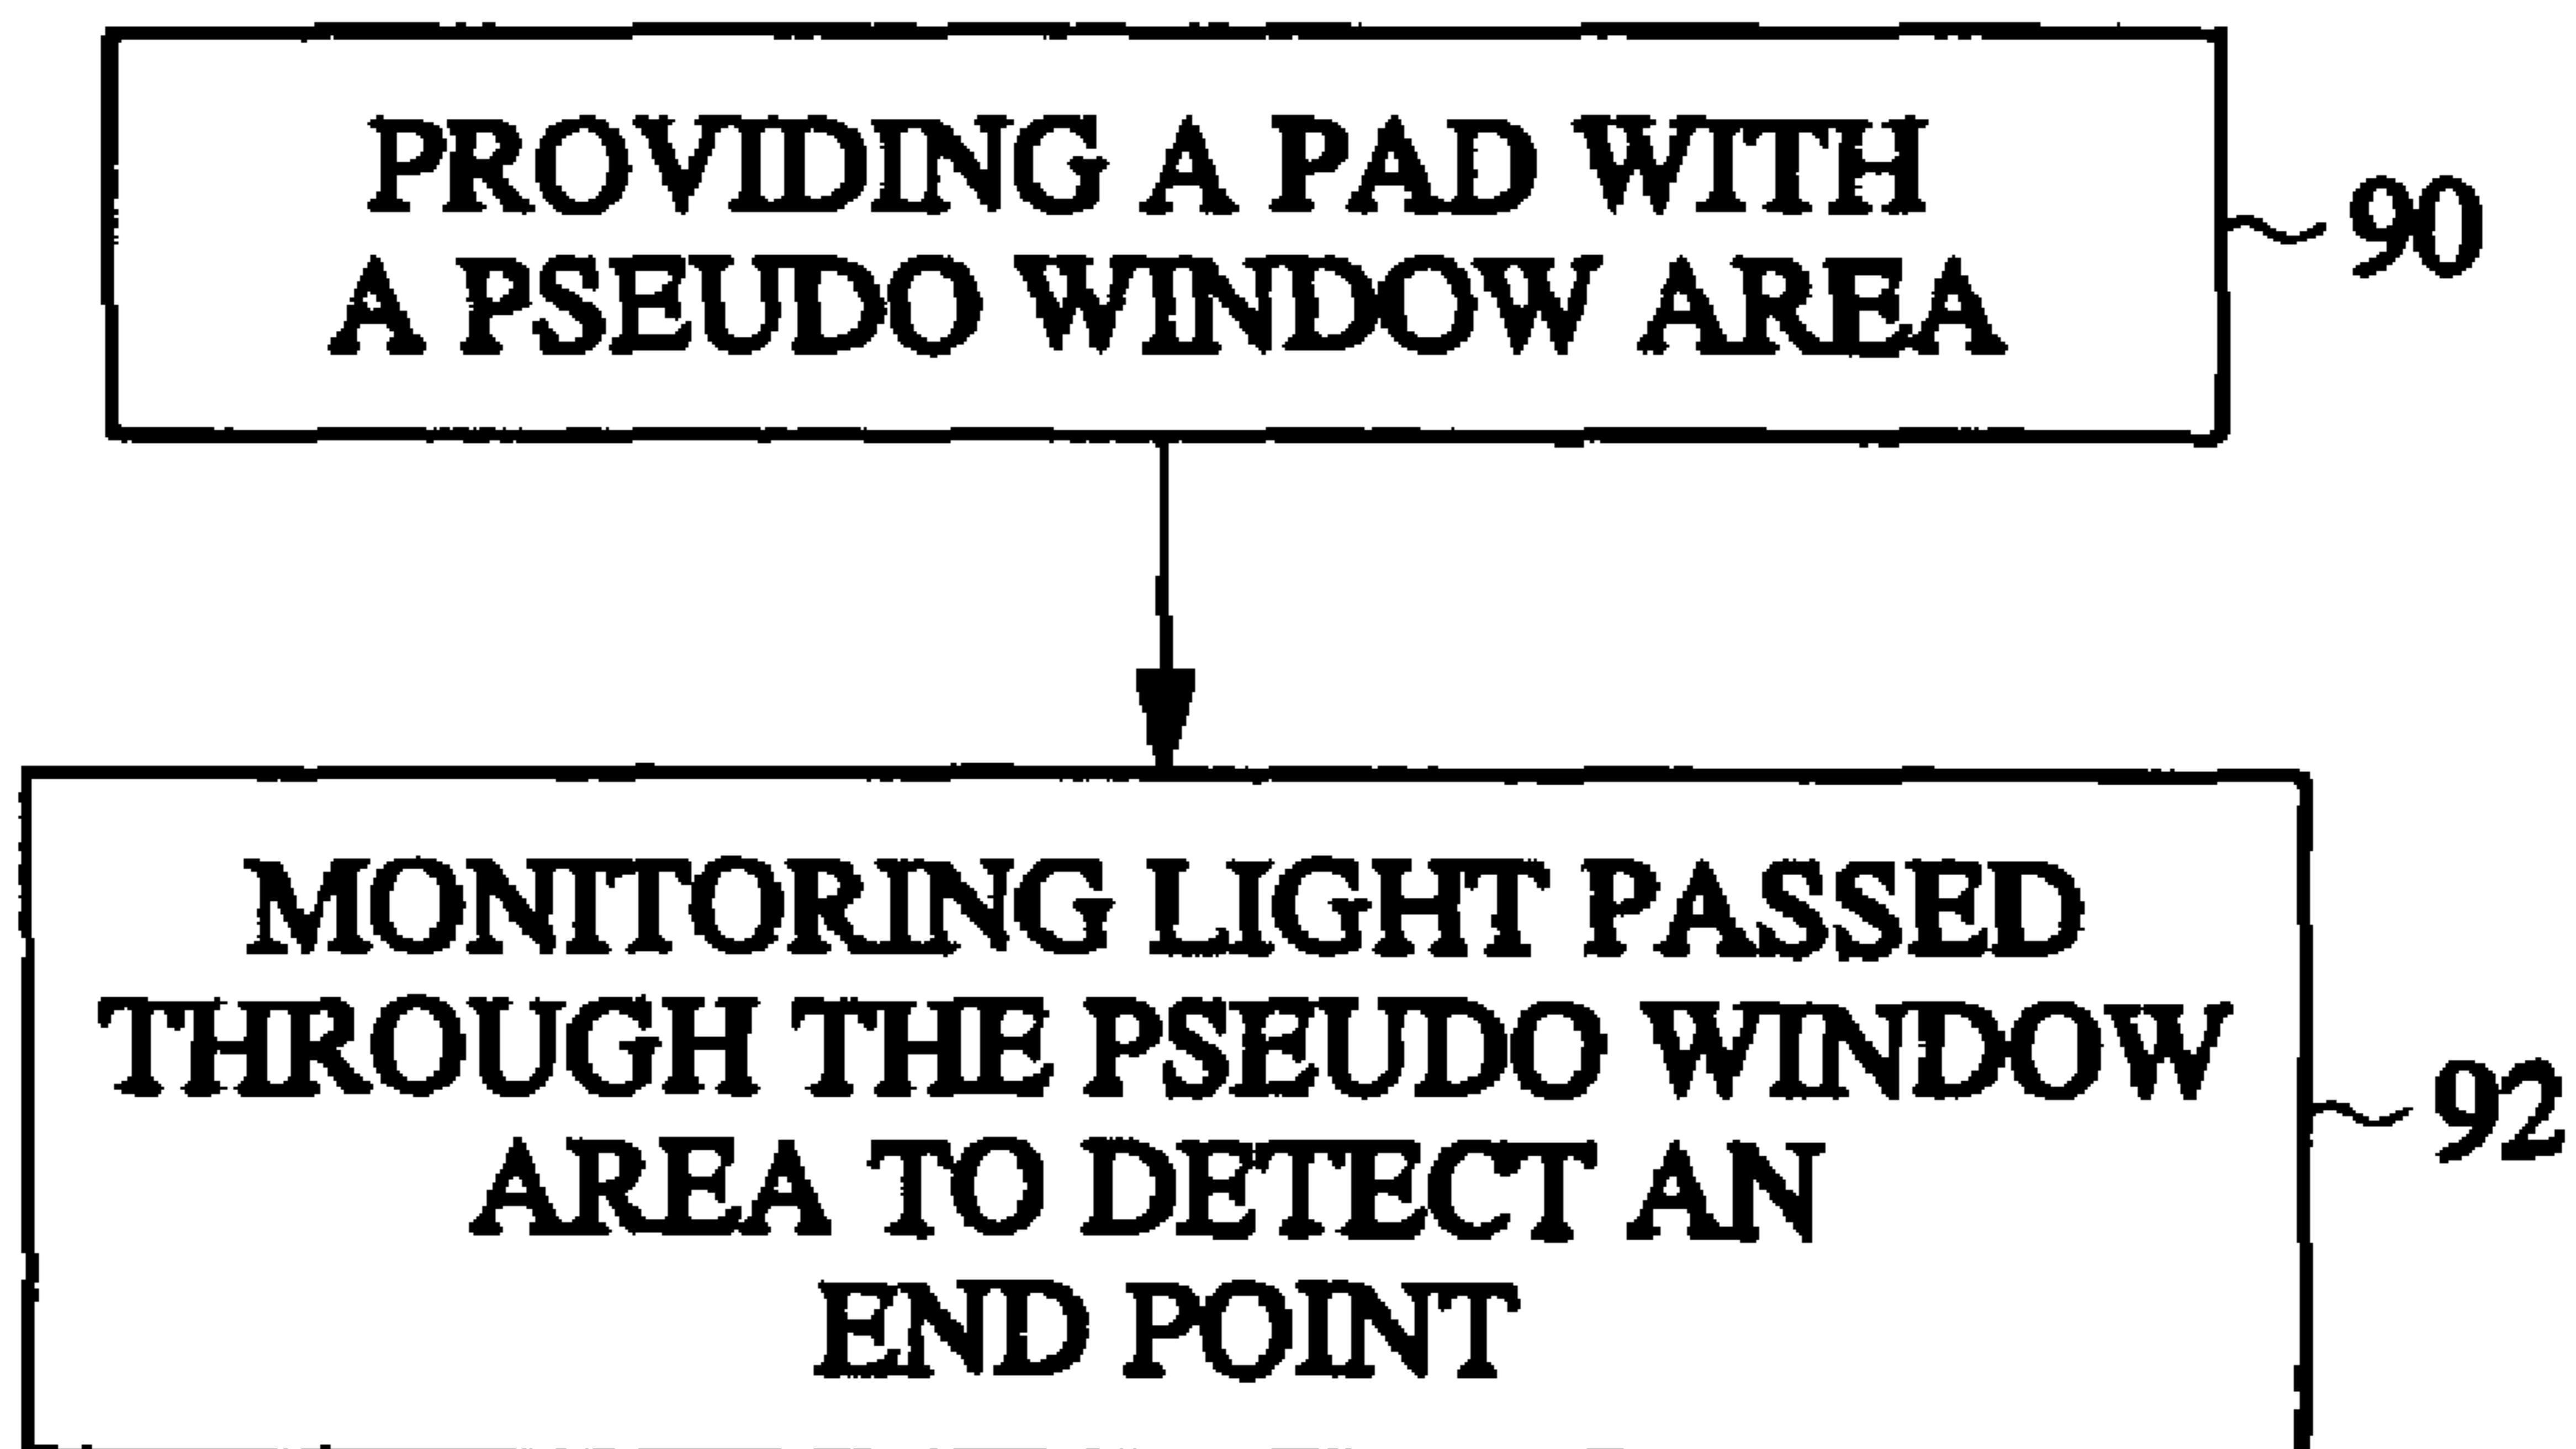 PROVIDING A PAD WITH
A PSEUDO WINDOW AREA
90
MONITORING LIGHT PASSED
THROUGH THE PSEUDO WINDOW
AREA TO DETECT AN
END POINT
92